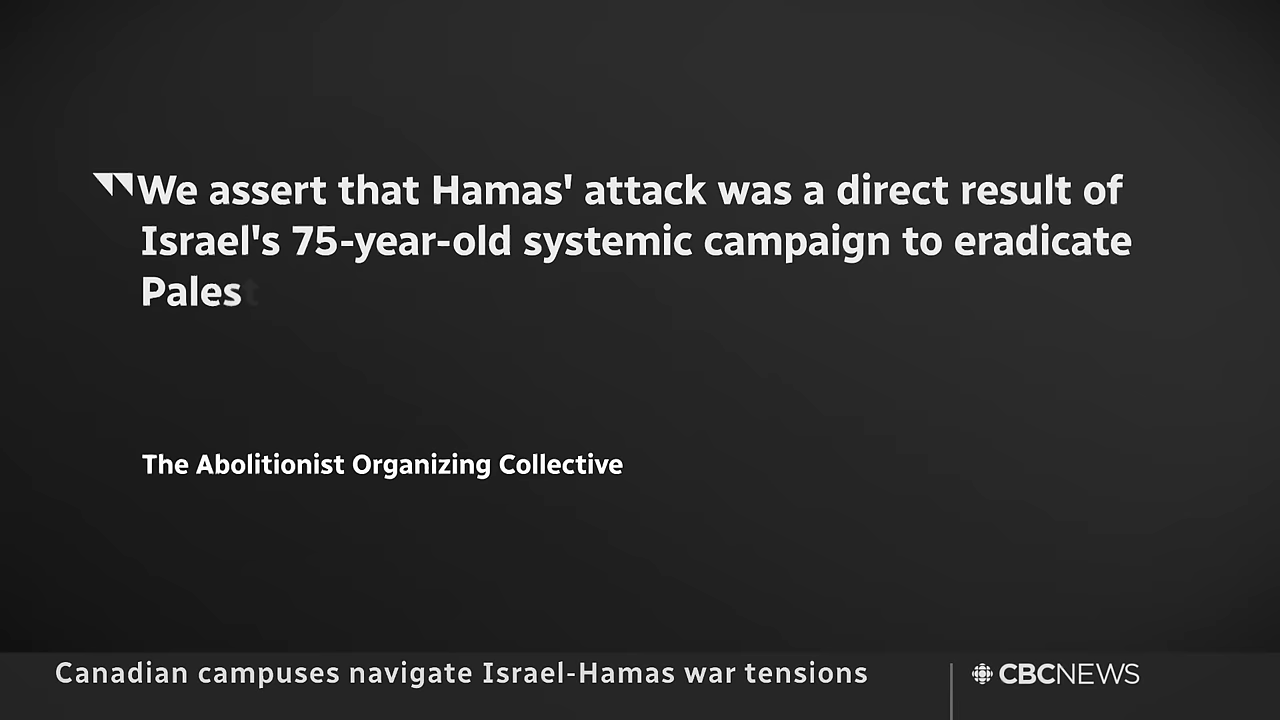 We assert that Hamas' attack was a direct result of
Israel's 75-year-old systemic campaign to eradicate
Pales
The Abolitionist Organizing Collective
Canadian campuses navigate Israel-Hamas war tensions
CBCNEWS